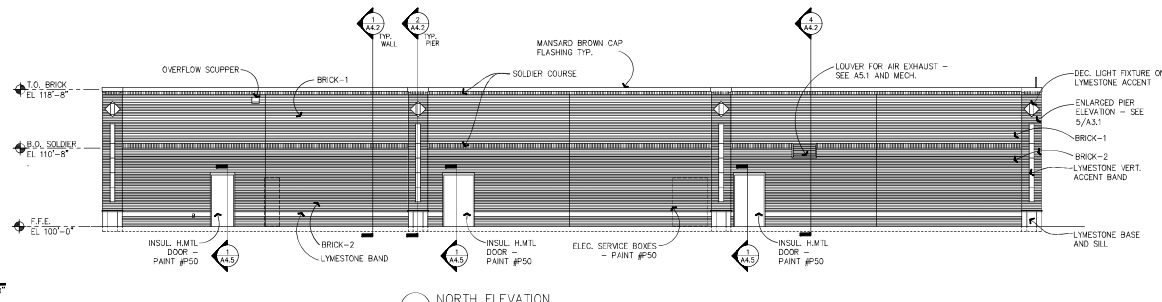 1
A4.2
TYP.
WALL
2
A4.2
TYP.
PIER
4
A4.2
MANSARD BROWN CAP
FLASHING TYP.
OVERFLOW SCUPPER
BRICK-1
SOLDIER COURSE
LOUVER FOR AIR EXHAUST -
SEE A5.1 AND MECH.
DEC. LIGHT FIXTURE ON
LYMESTONE ACCENT
T.O. BRICK
EL 118'-8"
ENLARGED PIER
ELEVATION - SEE
5/A3.1
BRICK-1
B.O. SOLDIER
EL 110'-8"
BRICK-2
LYMESTONE VERT.
ACCENT BAND
F.F.E.
EL 100'-0"
INSUL. H.MTL
DOOR -
PAINT #P50
1
A4.5
BRICK-2
LYMESTONE BAND
1
A4.5
INSUL. H.MTL
DOOR -
PAINT #P50
ELEC. SERVICE BOXES
- PAINT #P50
1
A4.5
INSUL. H.MTL
DOOR -
PAINT #P50
LYMESTONE BASE
AND SILL
NORTH ELEVATION